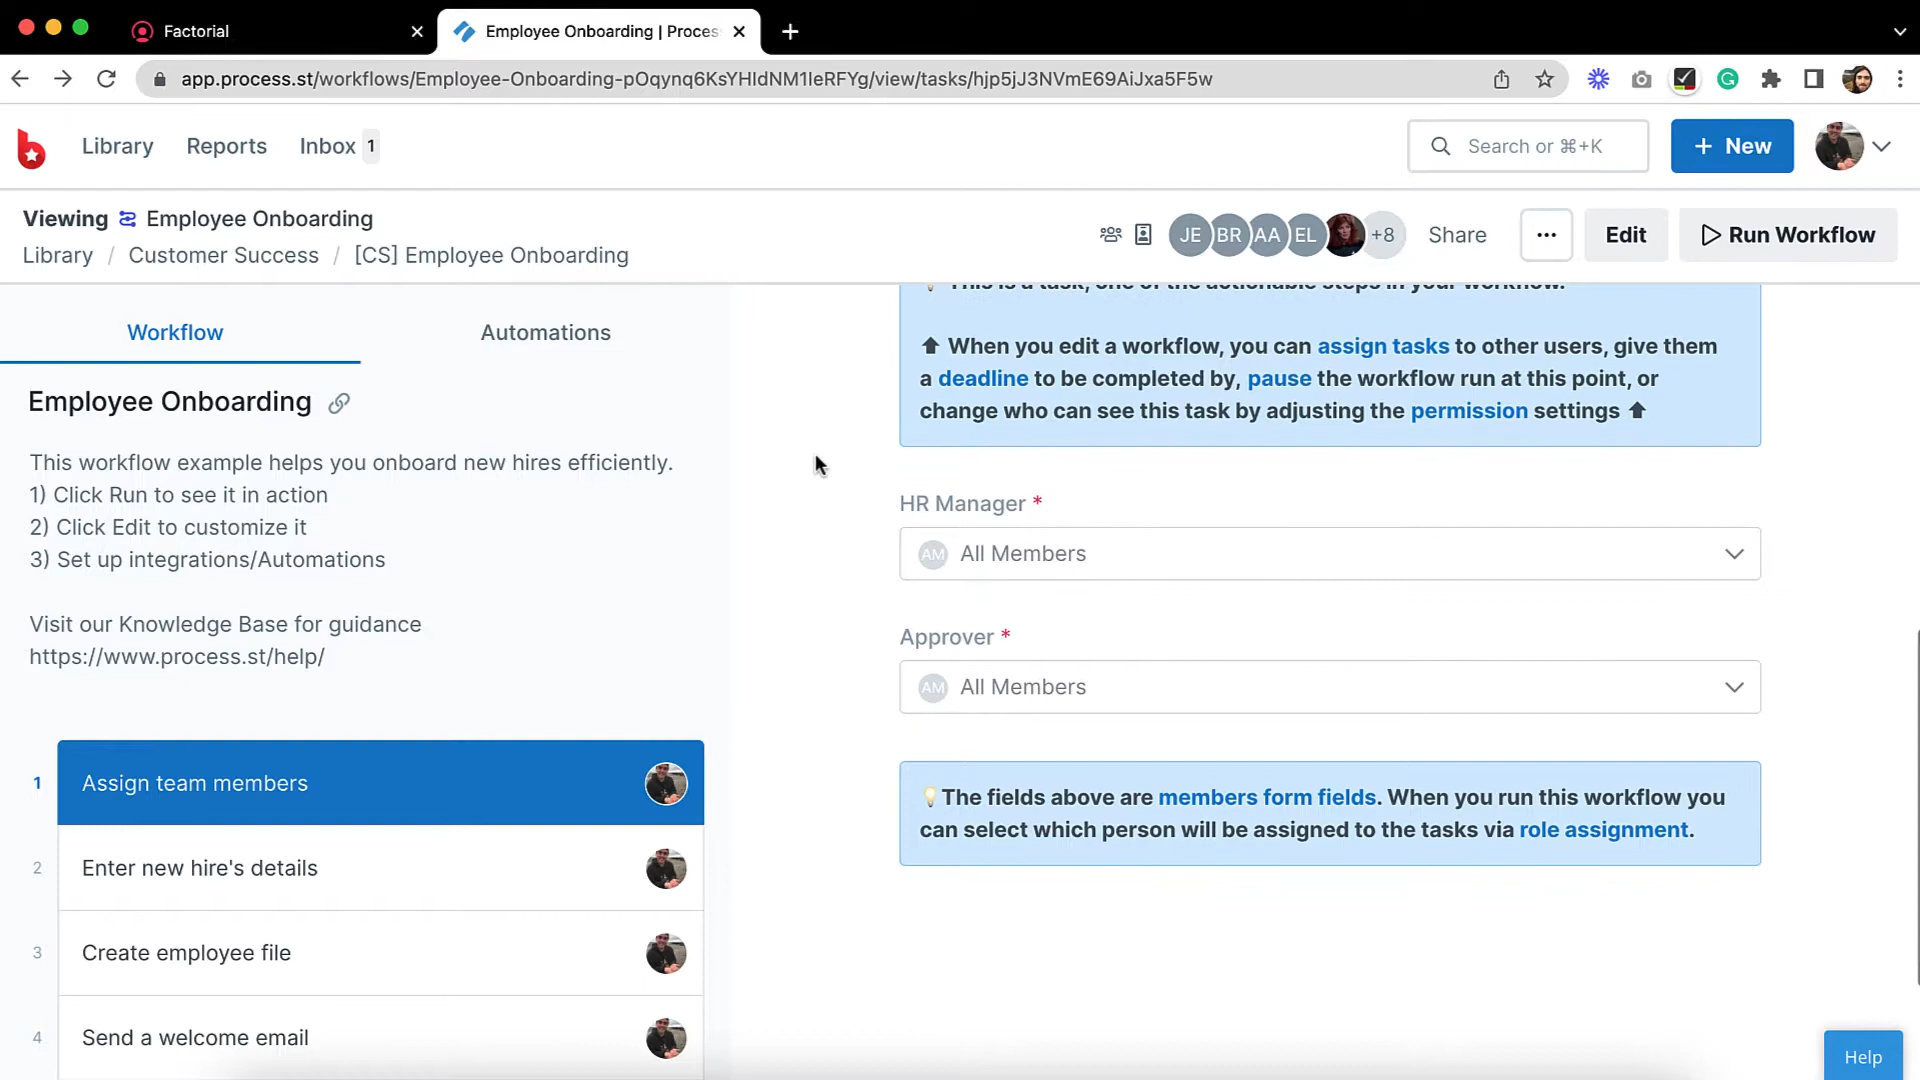 Factorial
Employee Onboarding | Proces
app.process.st/workflows/Employee-Onboarding-pOqynq6KsYHIdNM1IeRFYg/view/tasks/hjp5jJ3NVmE69AiJxa5F5w
Library
Reports
Inbox 1
Search or ⌘+K
+ New
Viewing Employee Onboarding
Library / Customer Success / [CS] Employee Onboarding
JE BR AA EL +8
Share
...
Edit
Run Workflow
Workflow
Automations
Employee Onboarding
This workflow example helps you onboard new hires efficiently.
1) Click Run to see it in action
2) Click Edit to customize it
3) Set up integrations/Automations
Visit our Knowledge Base for guidance
https://www.process.st/help/
1 Assign team members
2 Enter new hire's details
3 Create employee file
4 Send a welcome email
This is a task, one of the actionable steps in your workflow.
⬆ When you edit a workflow, you can assign tasks to other users, give them
a deadline to be completed by, pause the workflow run at this point, or
change who can see this task by adjusting the permission settings ⬆
HR Manager *
AM All Members
Approver *
AM All Members
💡The fields above are members form fields. When you run this workflow you
can select which person will be assigned to the tasks via role assignment.
Help